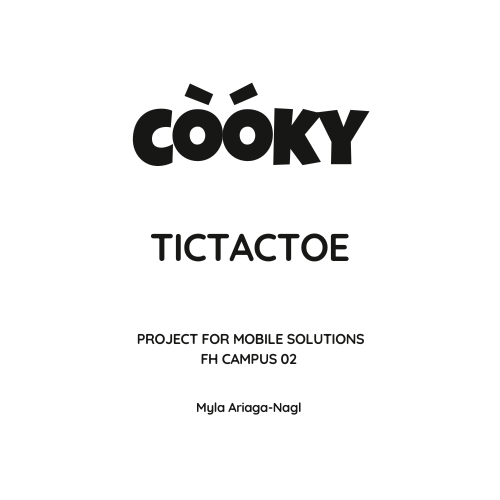 CÒÓKY
TICTACTOE
PROJECT FOR MOBILE SOLUTIONS
FH CAMPUS 02
Myla Ariaga-Nagl